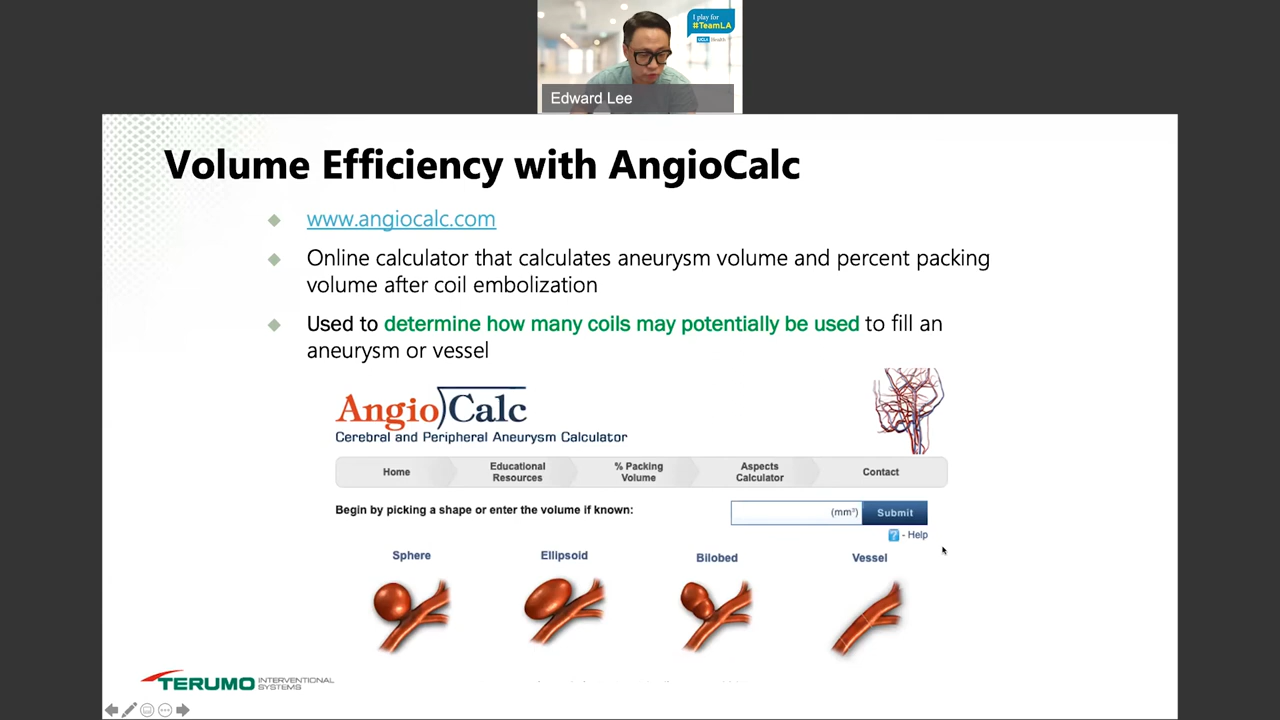 I play for
#TeamLA
UCLA Health
Edward Lee
Volume Efficiency with AngioCalc
www.angiocalc.com
Online calculator that calculates aneurysm volume and percent packing
volume after coil embolization
Used to determine how many coils may potentially be used to fill an
aneurysm or vessel
AngioCalc
Cerebral and Peripheral Aneurysm Calculator
Home
Educational
Resources
% Packing
Volume
Aspects
Calculator
Contact
Begin by picking a shape or enter the volume if known:
(mm³)
Submit
? - Help
Sphere
Ellipsoid
Bilobed
Vessel
TERUMO INTERVENTIONAL
SYSTEMS